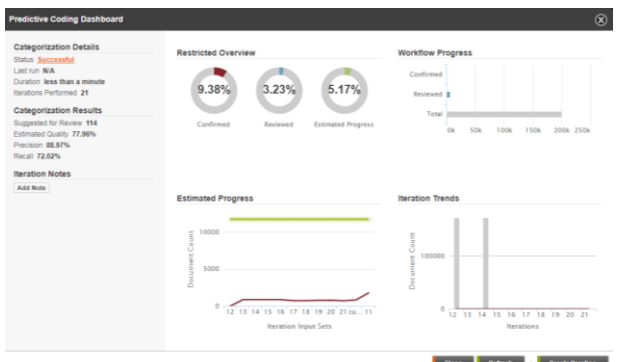 Predictive Coding Dashboard
Categorization Details
Status Successful
Last run N/A
Duration less than a minute
Iterations Performed 21
Categorization Results
Suggested for Review 114
Estimated Quality 77.96%
Precision 88.97%
Recall 72.02%
Iteration Notes
Add Note
Restricted Overview
9.38% 3.23% 5.17%
Confirmed Reviewed Estimated Progress
Workflow Progress
Confirmed
Reviewed
Total
0k 50k 100k 150k 200k 250k
Estimated Progress
Document Count
10000
5000
0
12 13 14 15 16 17 18 19 20 21 co... 11
Iteration Input Sets
Iteration Trends
Document Count
100000
0
12 13 14 15 16 17 18 19 20 21
Iterations